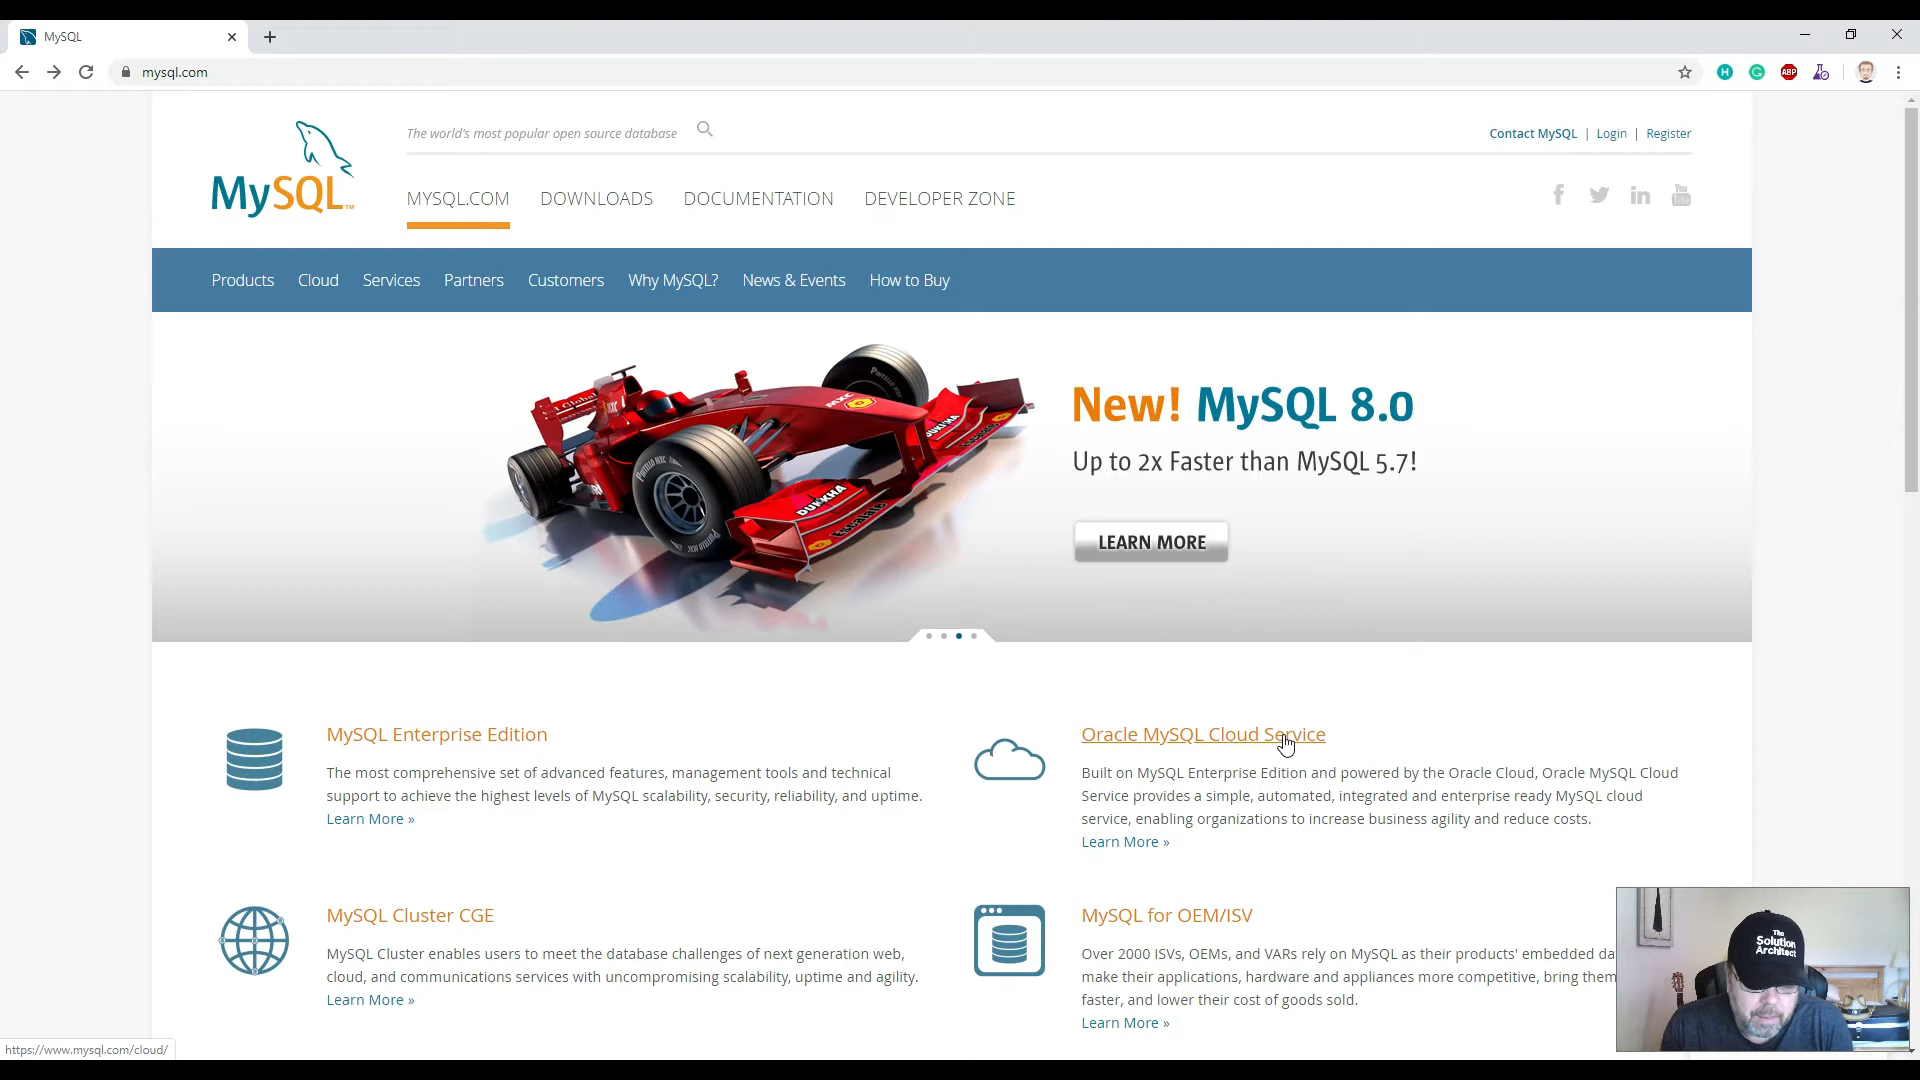 MySQL
mysql.com
ABP
The world's most popular open source database
Contact MySQL | Login | Register
MySQL™
MYSQL.COM DOWNLOADS DOCUMENTATION DEVELOPER ZONE
Products Cloud Services Partners Customers Why MySQL? News & Events How to Buy
New! MySQL 8.0
Up to 2x Faster than MySQL 5.7!
LEARN MORE
MXC
DUKKHA
Escalate
MySQL Enterprise Edition
The most comprehensive set of advanced features, management tools and technical
support to achieve the highest levels of MySQL scalability, security, reliability, and uptime.
Learn More »
Oracle MySQL Cloud Service
Built on MySQL Enterprise Edition and powered by the Oracle Cloud, Oracle MySQL Cloud
Service provides a simple, automated, integrated and enterprise ready MySQL cloud
service, enabling organizations to increase business agility and reduce costs.
Learn More »
MySQL Cluster CGE
MySQL Cluster enables users to meet the database challenges of next generation web,
cloud, and communications services with uncompromising scalability, uptime and agility.
Learn More »
MySQL for OEM/ISV
Over 2000 ISVs, OEMs, and VARs rely on MySQL as their products' embedded da
make their applications, hardware and appliances more competitive, bring them
faster, and lower their cost of goods sold.
Learn More »
The
Solution
Architect
https://www.mysql.com/cloud/